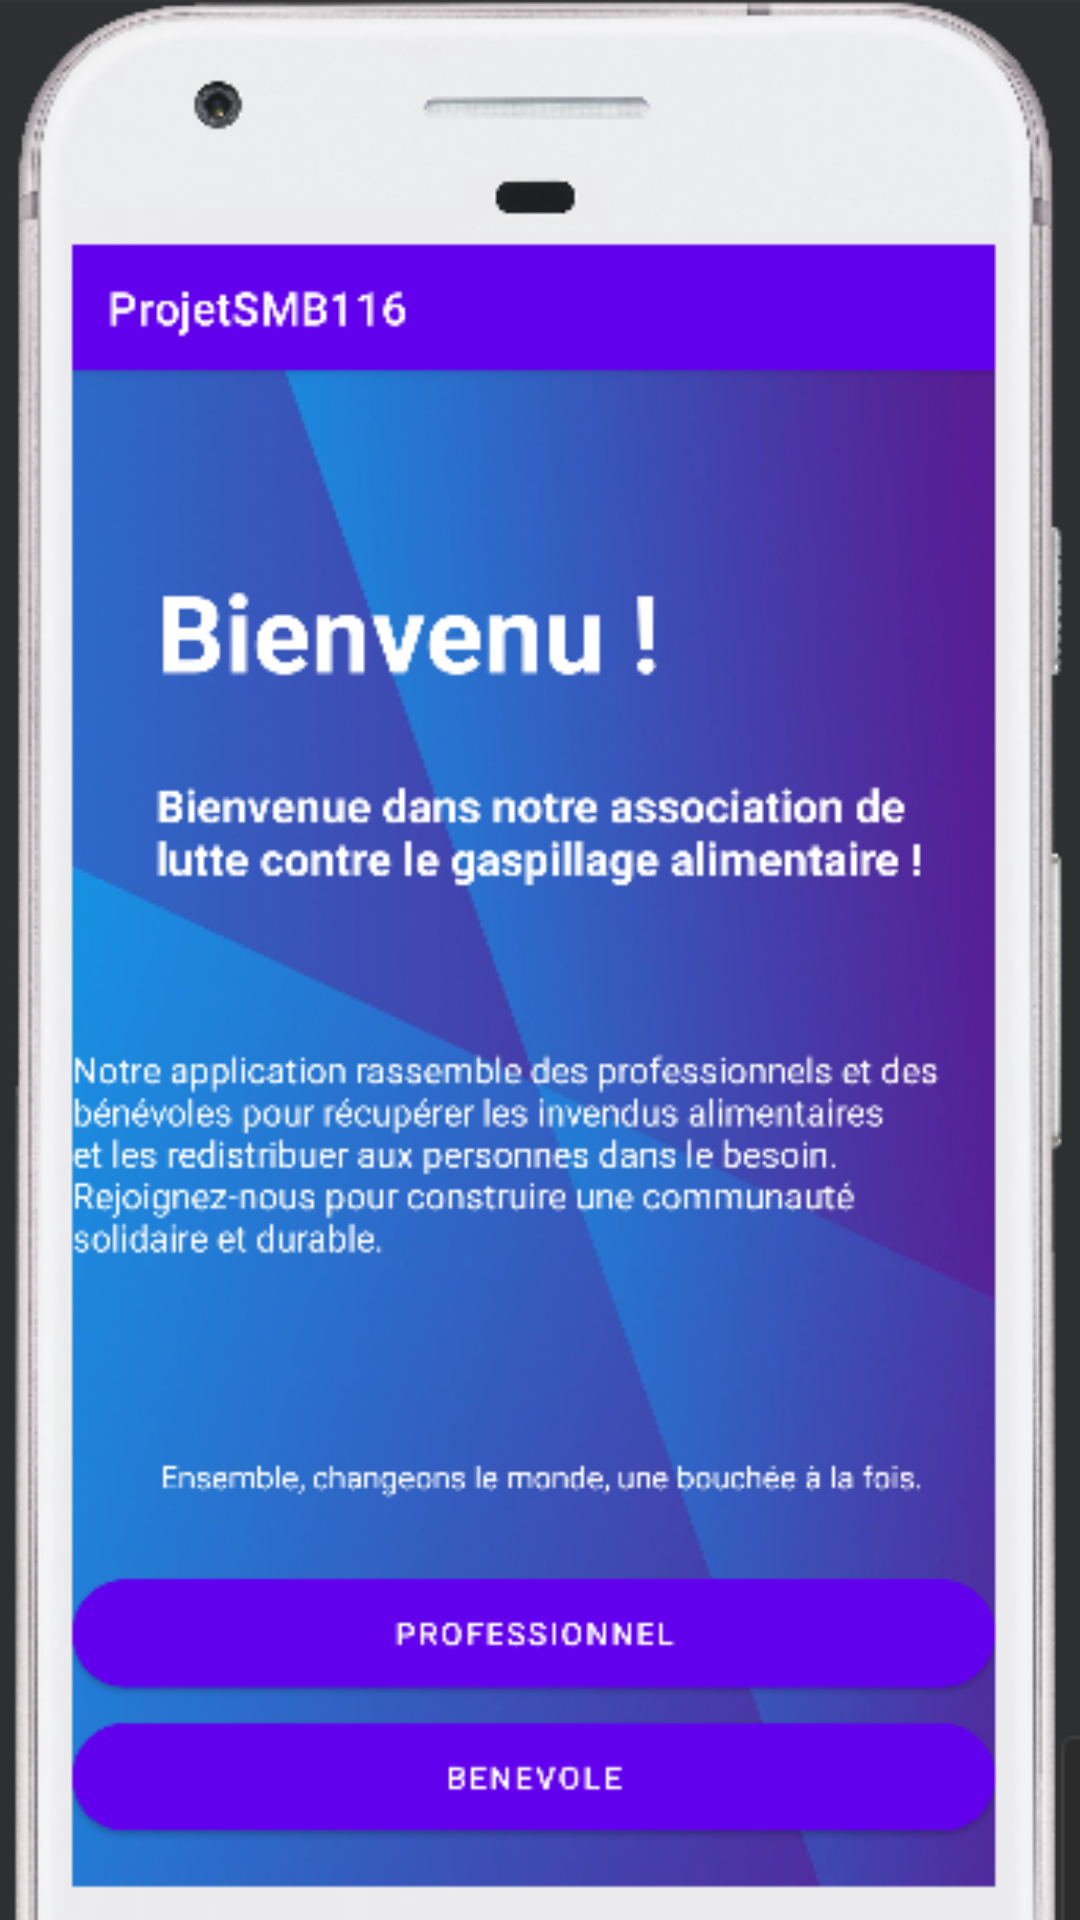 ProjetSMB116
Bienvenu !
Bienvenue dans notre association de
lutte contre le gaspillage alimentaire !
Notre application rassemble des professionnels et des
bénévoles pour récupérer les invendus alimentaires
et les redistribuer aux personnes dans le besoin.
Rejoignez-nous pour construire une communauté
solidaire et durable.
Ensemble, changeons le monde, une bouchée à la fois.
PROFESSIONNEL
BENEVOLE